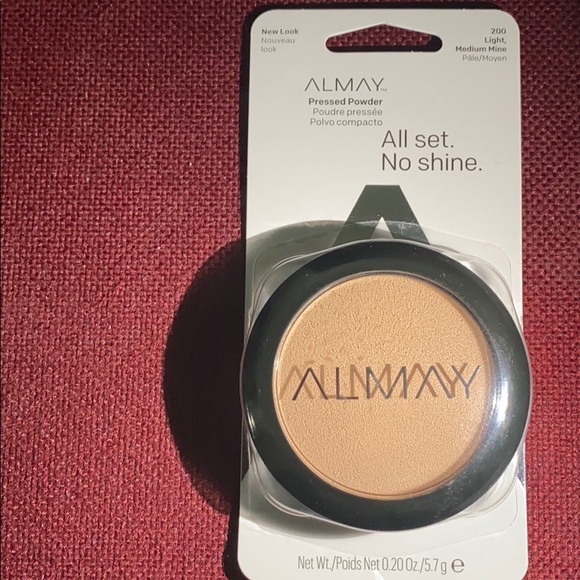 New Look
Nouveau
look
200
Light,
Medium Mine
Pâle/Moyen
ALMAY™
Pressed Powder
Poudre pressée
Polvo compacto
All set.
No shine.
ALMAY
Net Wt./Poids Net 0.20 Oz./5.7 g ℮